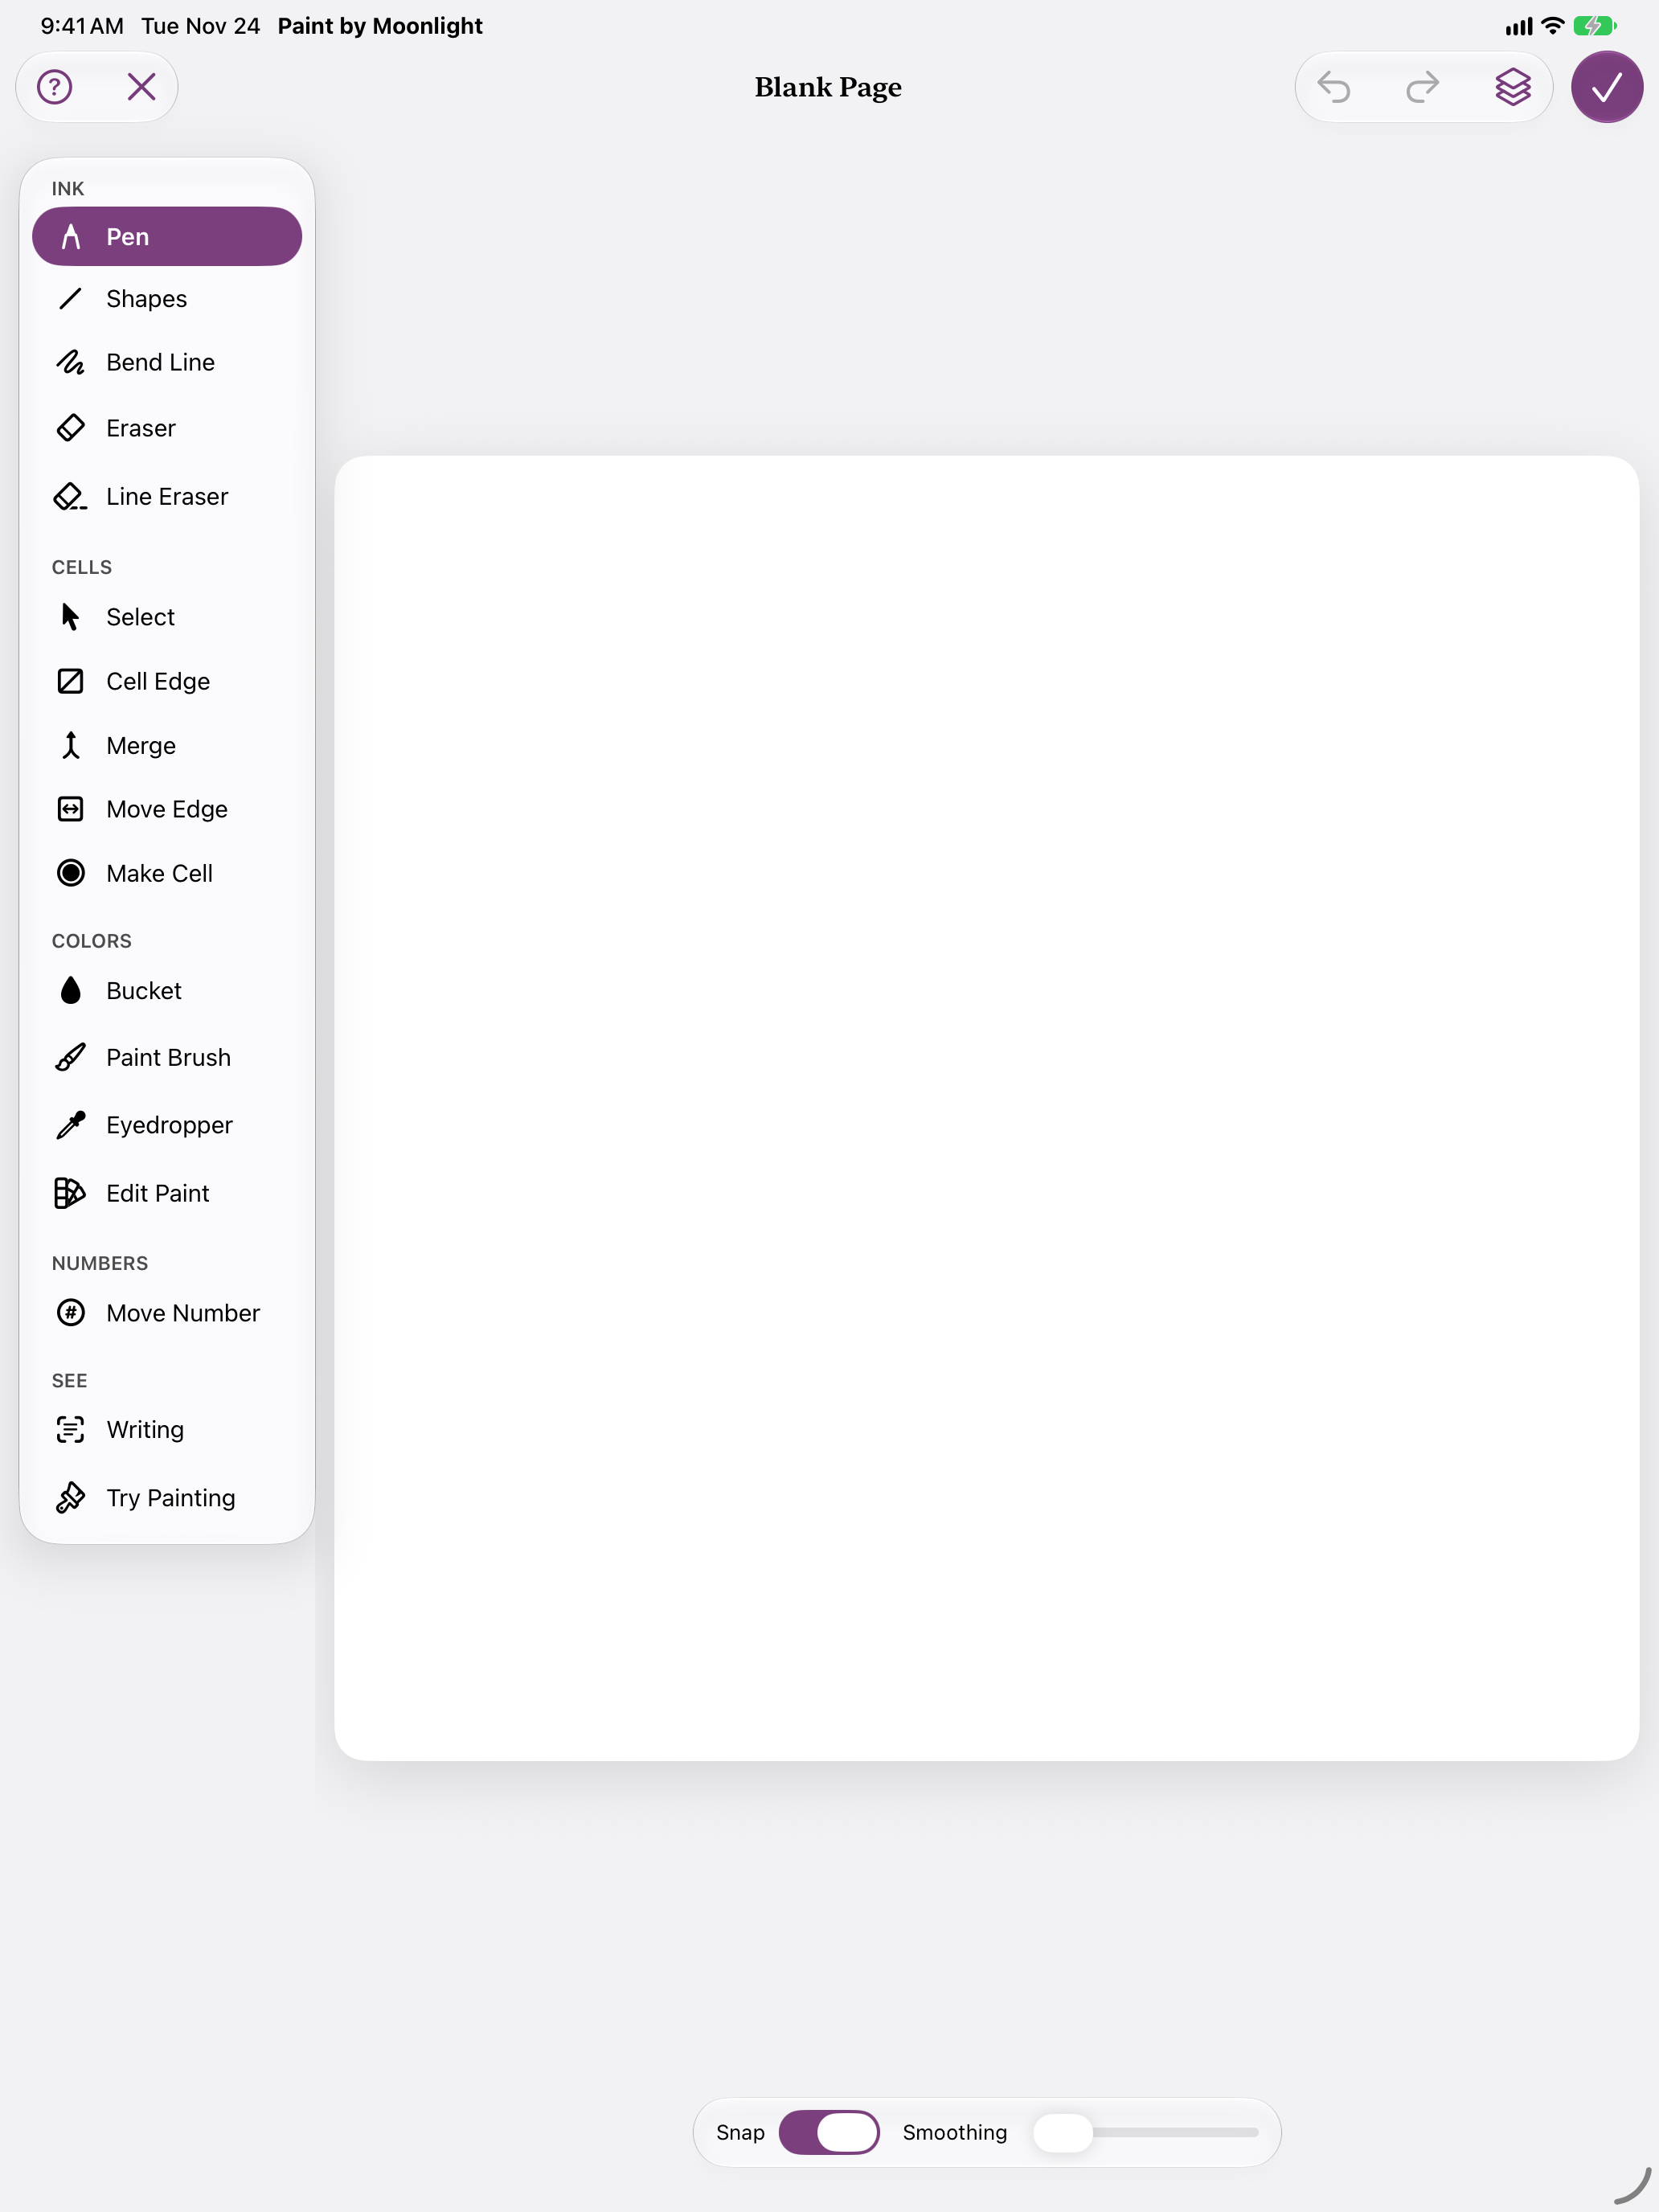 9:41 AM Tue Nov 24 Paint by Moonlight
Blank Page
INK
Pen
Shapes
Bend Line
Eraser
Line Eraser
CELLS
Select
Cell Edge
Merge
Move Edge
Make Cell
COLORS
Bucket
Paint Brush
Eyedropper
Edit Paint
NUMBERS
Move Number
SEE
Writing
Try Painting
Snap Smoothing